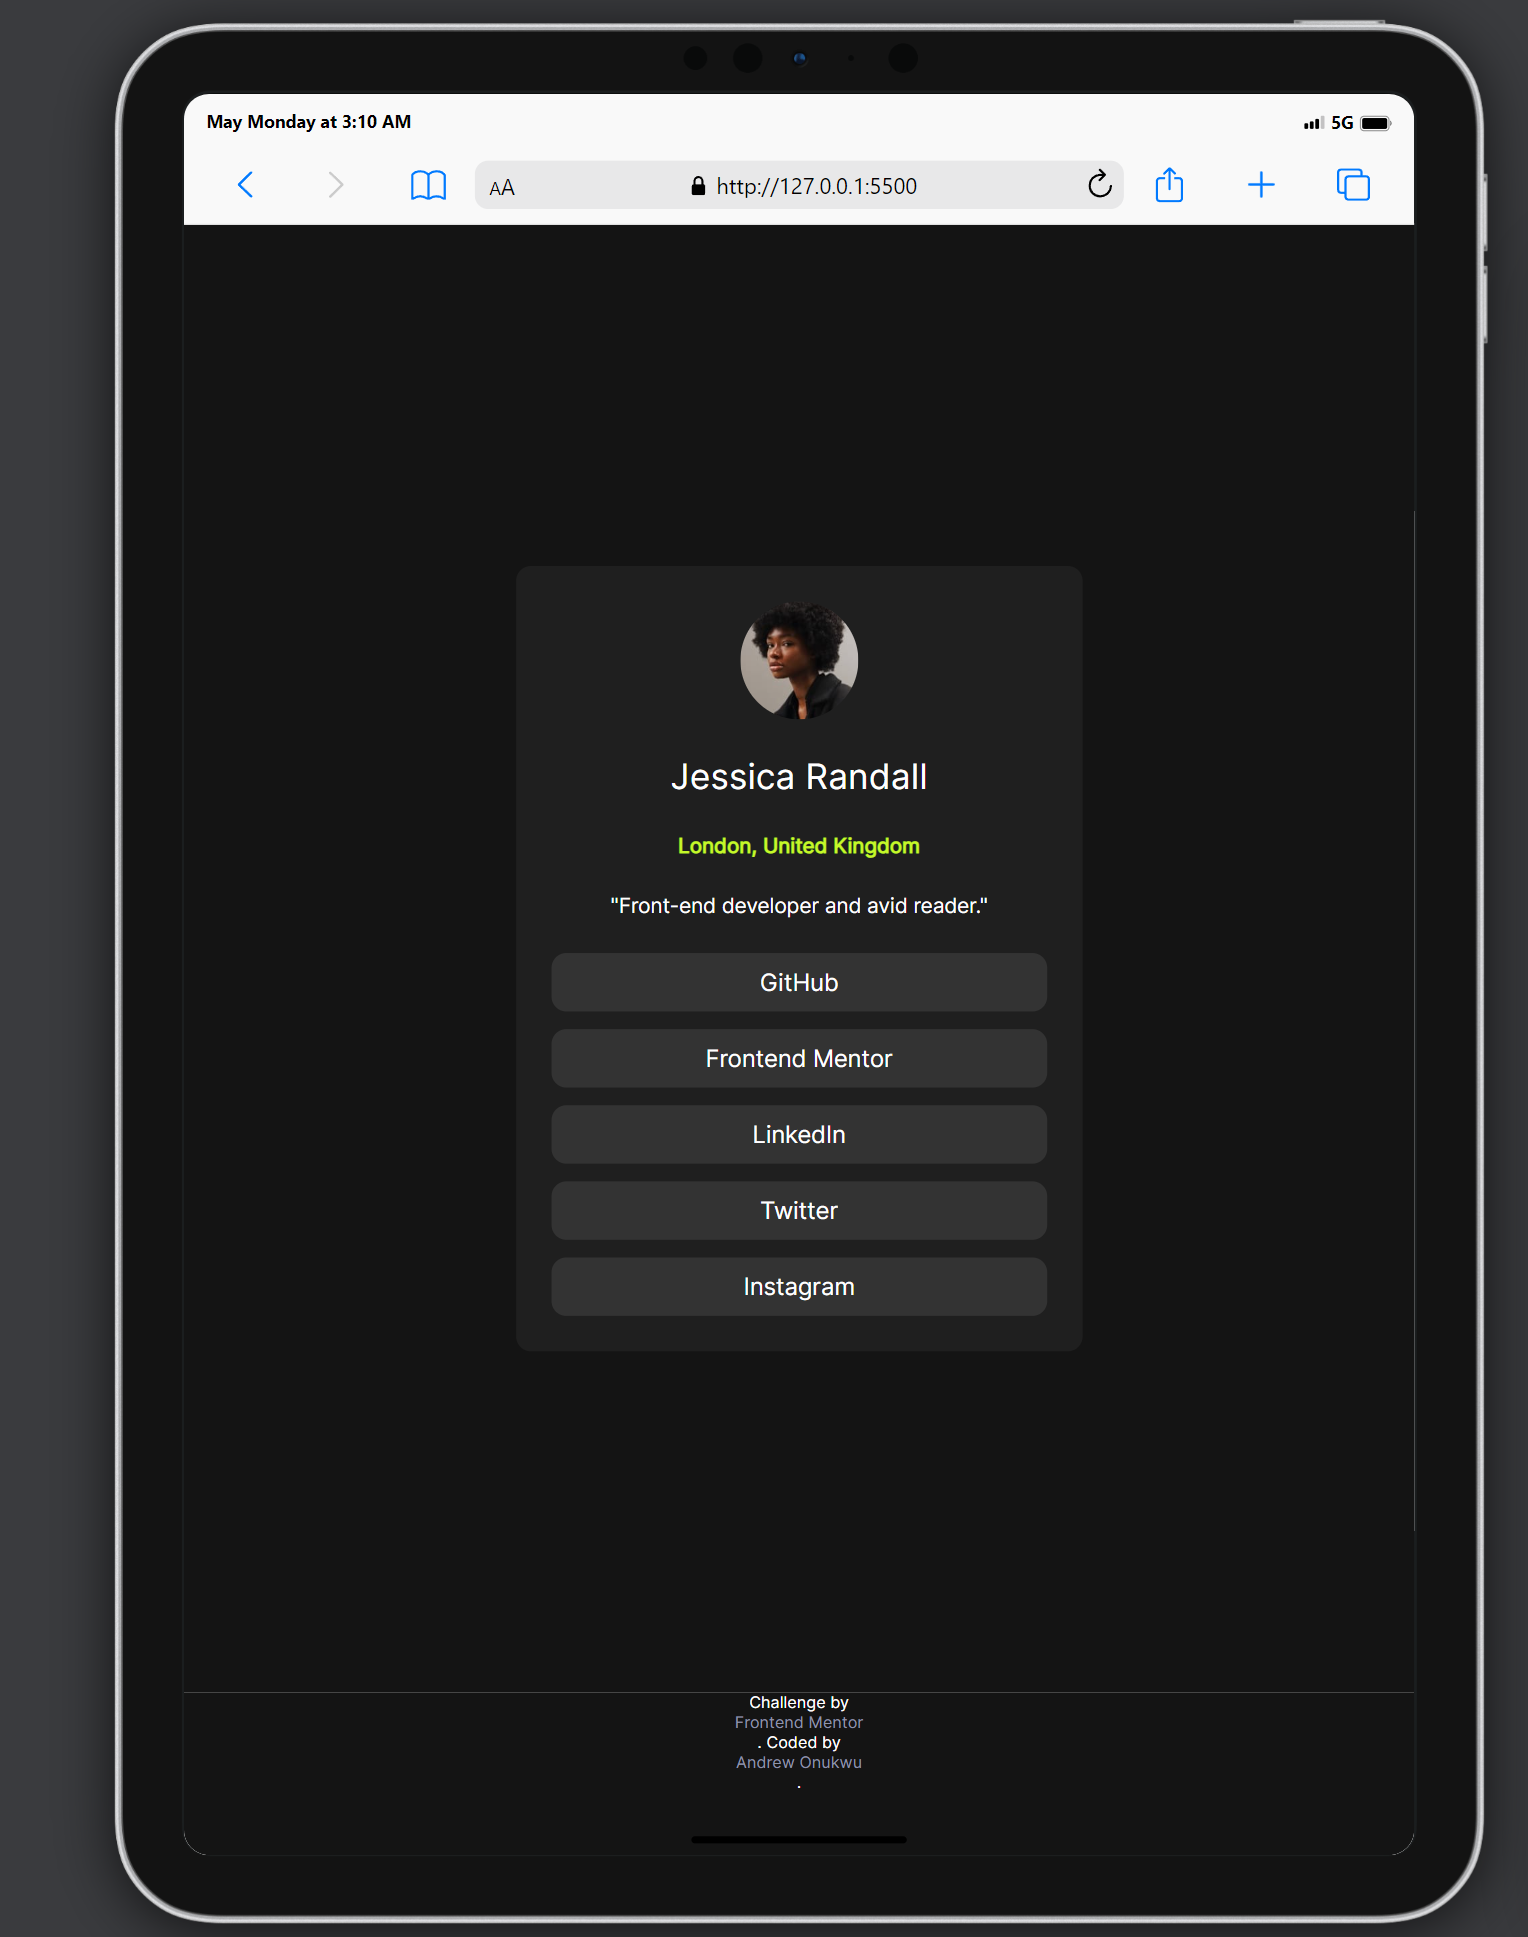 May Monday at 3:10 AM
5G
AA
http://127.0.0.1:5500
Jessica Randall
London, United Kingdom
"Front-end developer and avid reader."
GitHub
Frontend Mentor
LinkedIn
Twitter
Instagram
Challenge by
Frontend Mentor
. Coded by
Andrew Onukwu
.